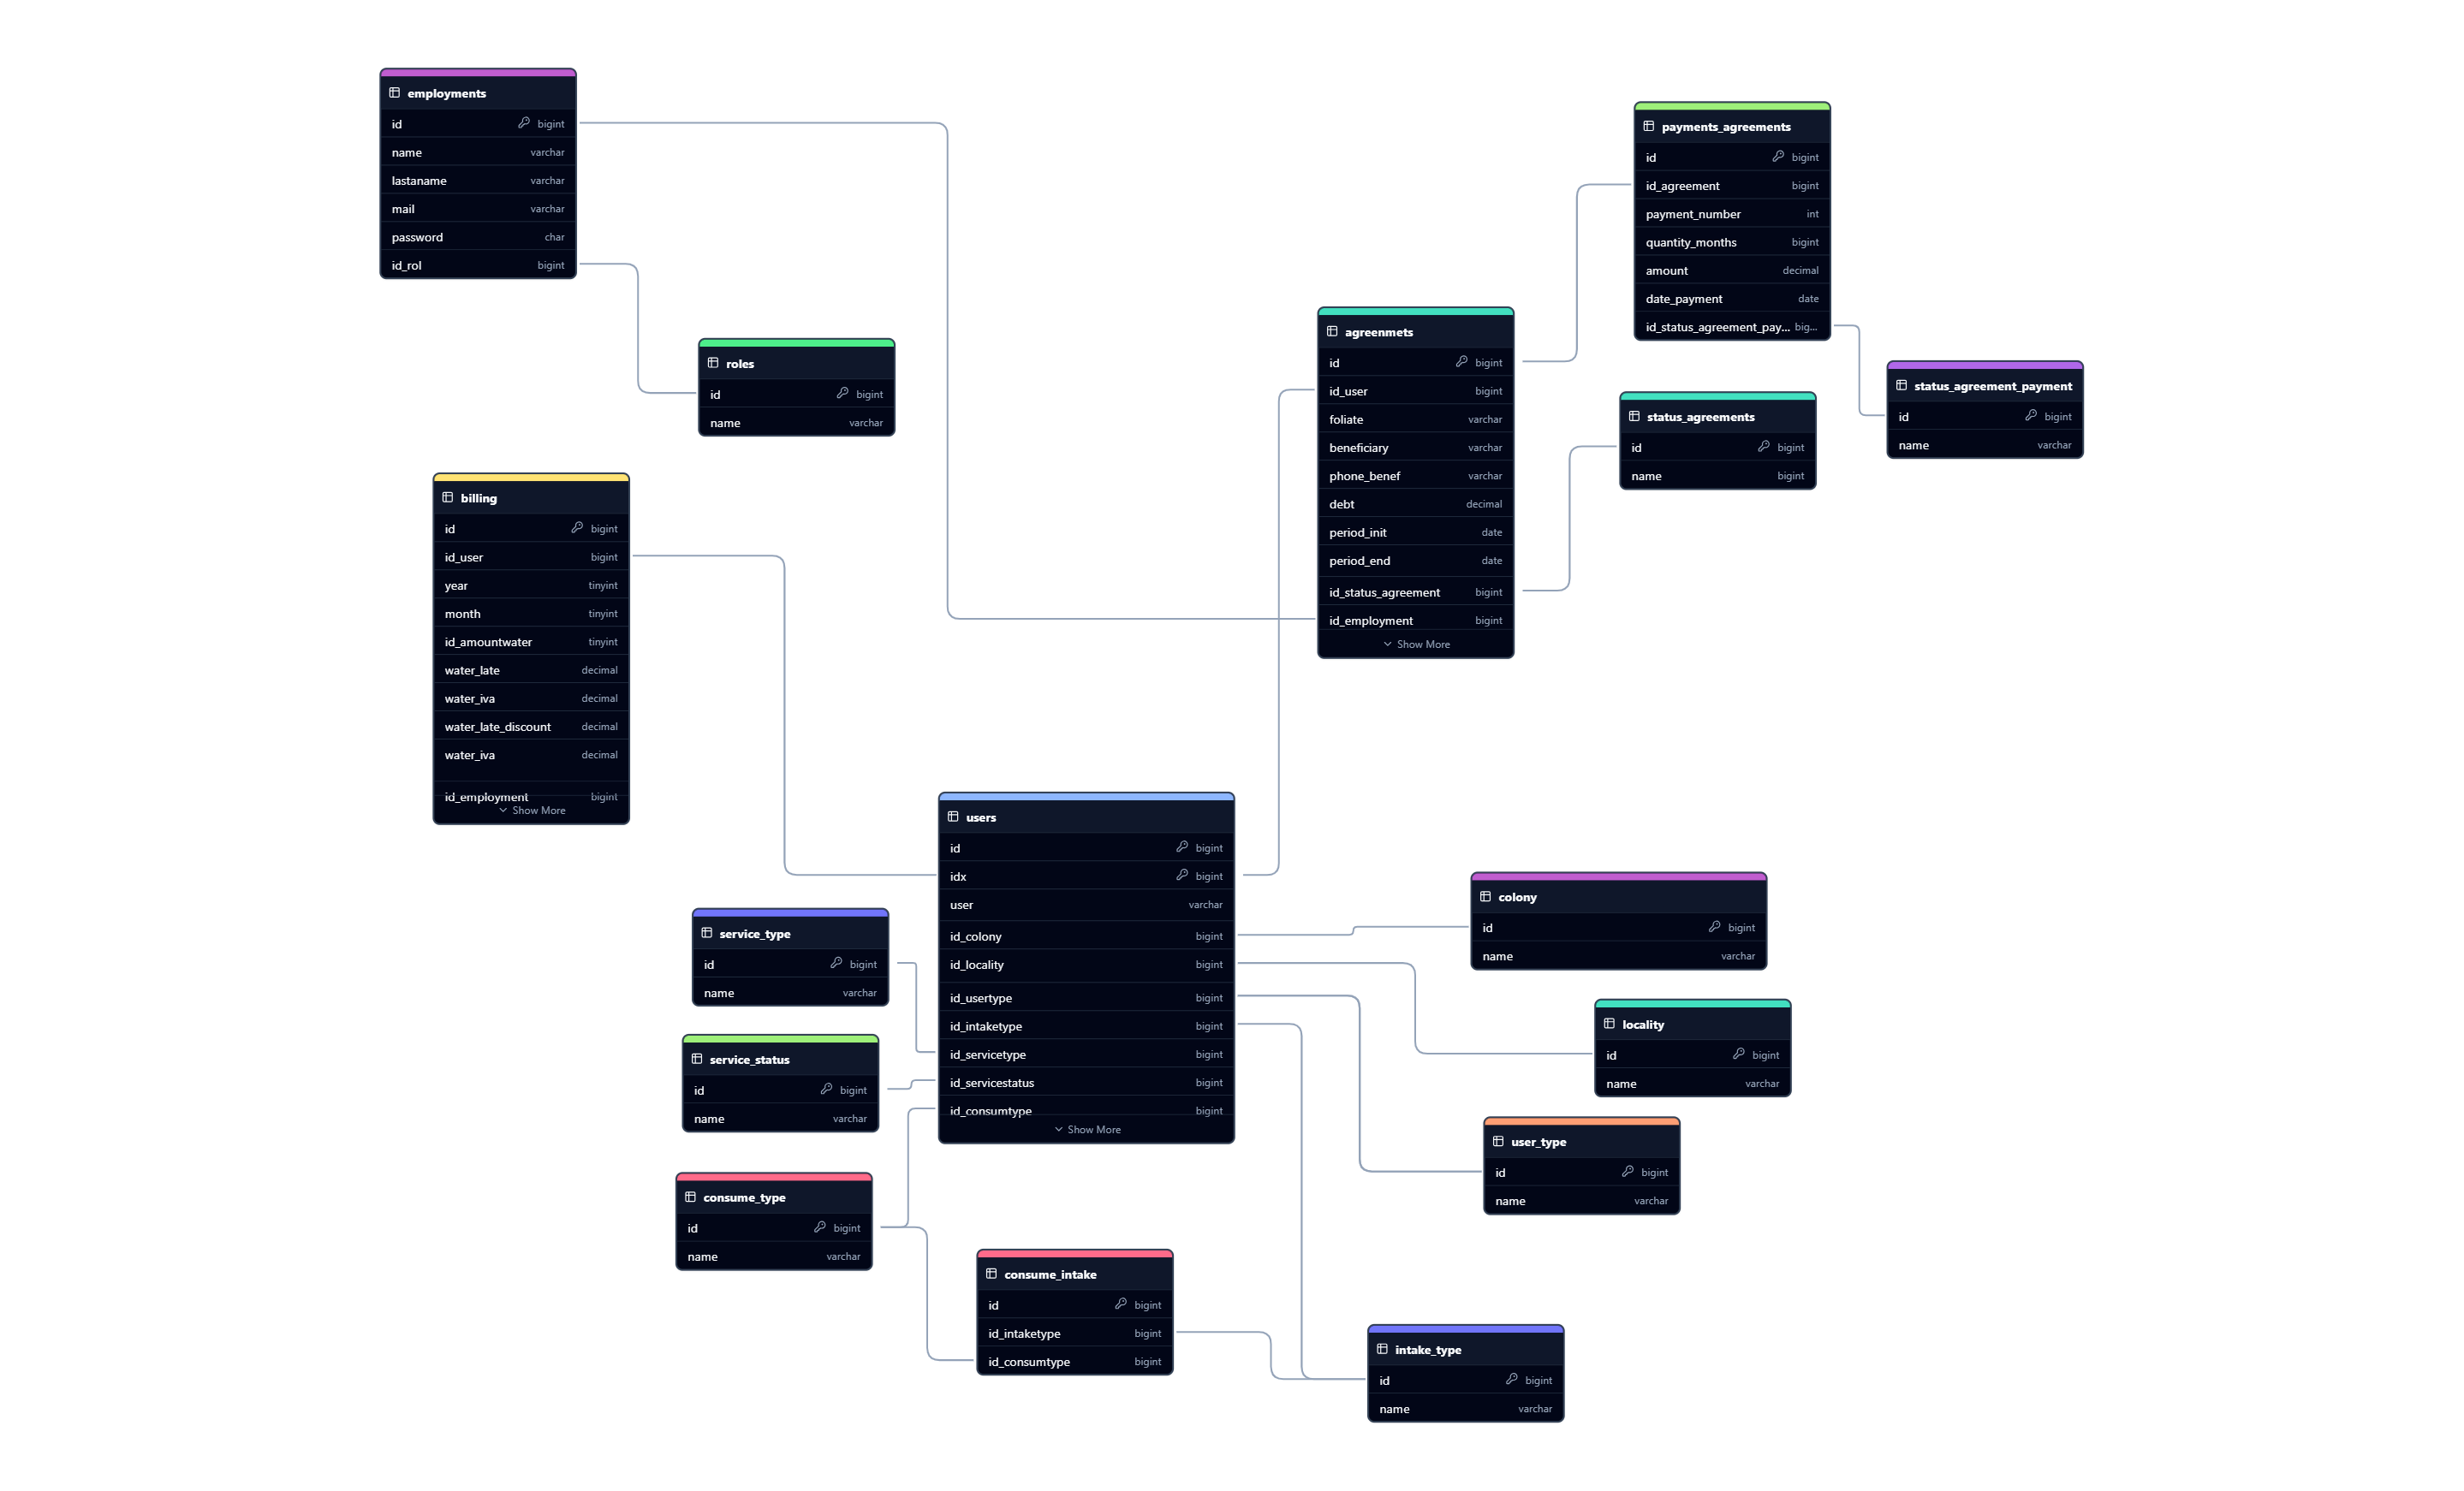 employments
id bigint
name varchar
lastaname varchar
mail varchar
password char
id_rol bigint
payments_agreements
id bigint
id_agreement bigint
payment_number int
quantity_months bigint
amount decimal
date_payment date
id_status_agreement_pay... big...
agreenmets
id bigint
id_user bigint
foliate varchar
beneficiary varchar
phone_benef varchar
debt decimal
period_init date
period_end date
id_status_agreement bigint
id_employment bigint
Show More
roles
id bigint
name varchar
status_agreement_payment
id bigint
name varchar
status_agreements
id bigint
name bigint
billing
id bigint
id_user bigint
year tinyint
month tinyint
id_amountwater tinyint
water_late decimal
water_iva decimal
water_late_discount decimal
water_iva decimal
id_employment bigint
Show More
users
id bigint
idx bigint
user varchar
id_colony bigint
id_locality bigint
id_usertype bigint
id_intaketype bigint
id_servicetype bigint
id_servicestatus bigint
id_consumtype bigint
Show More
colony
id bigint
name varchar
service_type
id bigint
name varchar
locality
id bigint
name varchar
service_status
id bigint
name varchar
user_type
id bigint
name varchar
consume_type
id bigint
name varchar
consume_intake
id bigint
id_intaketype bigint
id_consumtype bigint
intake_type
id bigint
name varchar